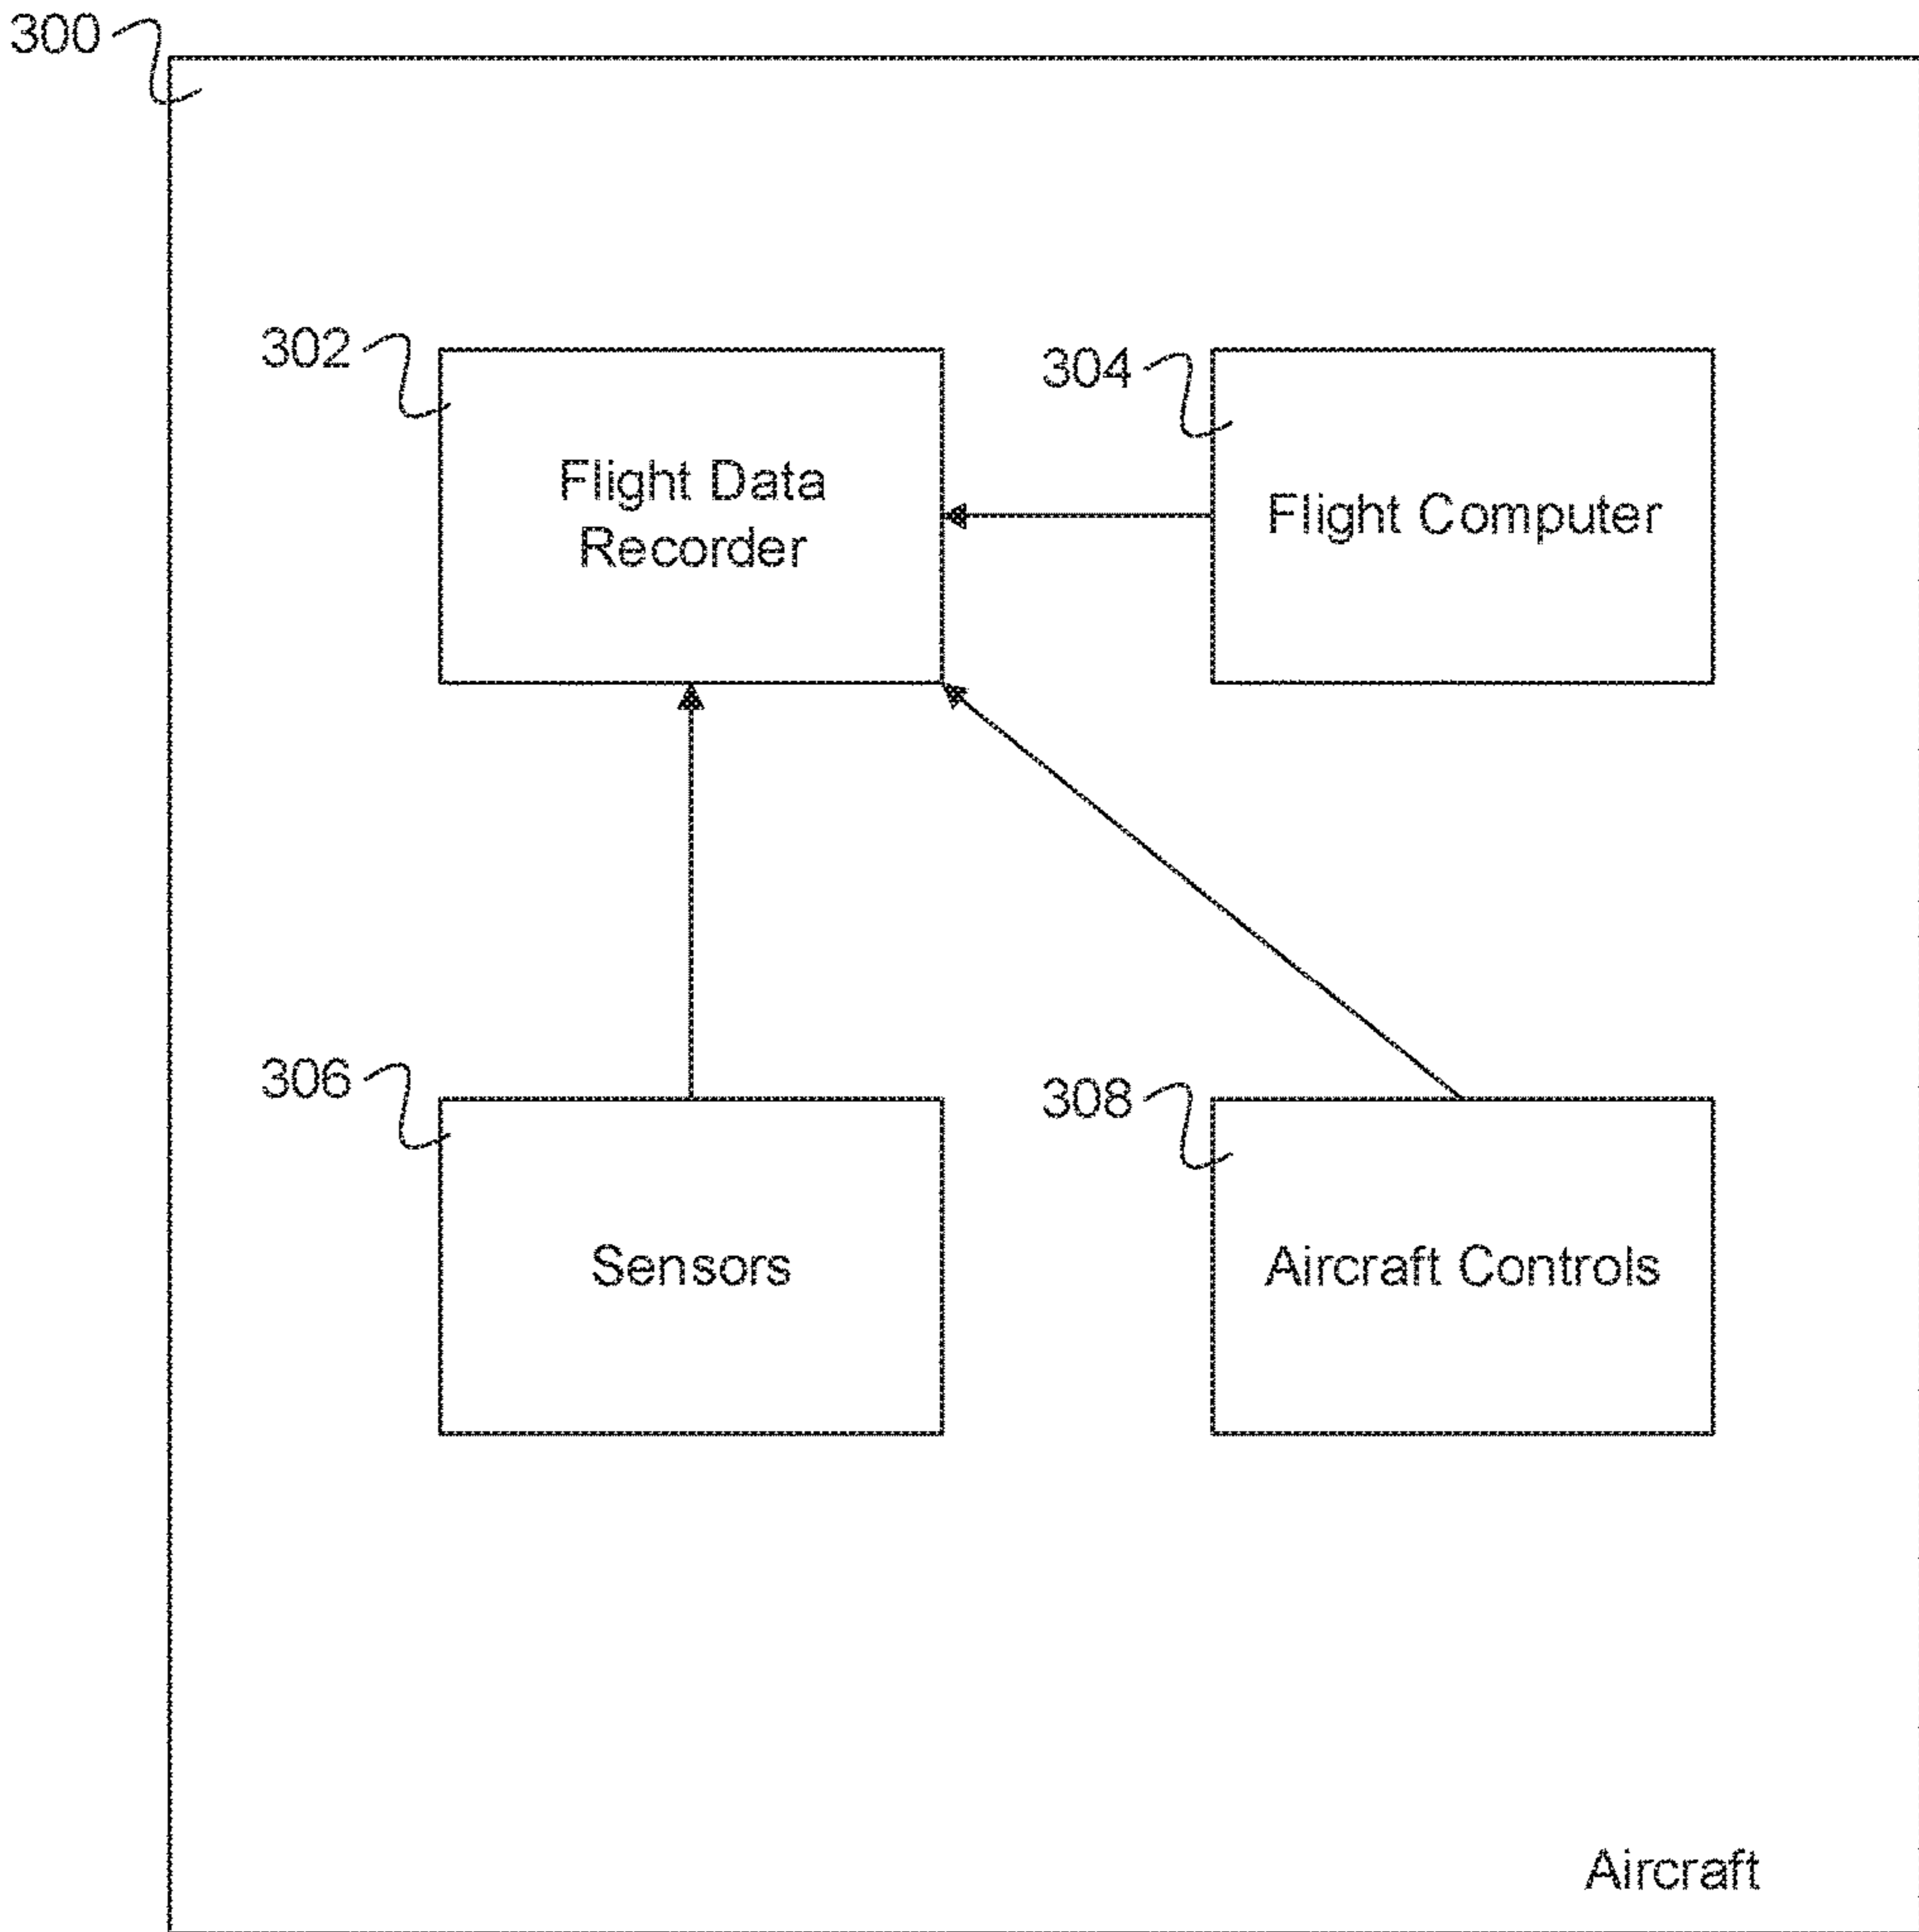 300
302
304
Flight Data
Recorder
Flight Computer
306
308
Sensors
Aircraft Controls
Aircraft